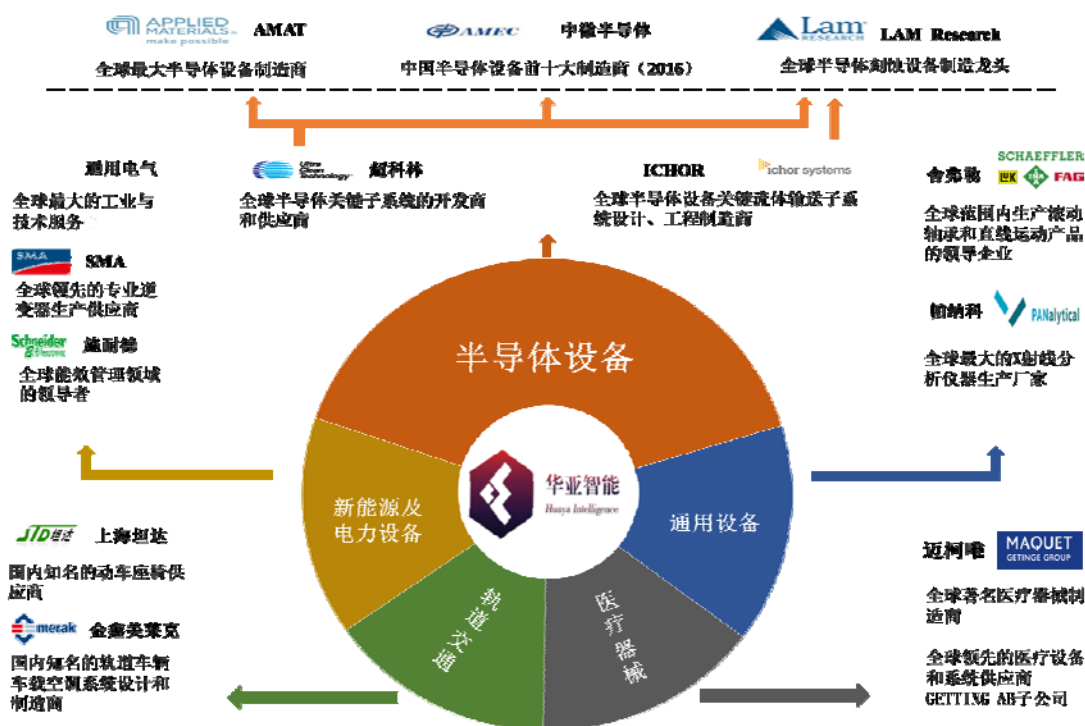 APPLIED MATERIALS make possible AMAT
全球最大半导体设备制造商
AMEC 中微半导体
中国半导体设备前十大制造商（2016）
Lam RESEARCH LAM Research
全球半导体刻蚀设备制造龙头
通用电气
全球最大的工业与
技术服务
SMA SMA
全球领先的专业逆
变器生产供应商
Schneider Electric 施耐德
全球能效管理领域
的领导者
Ultra Clean Technology 超科林
全球半导体关键子系统的开发商
和供应商
ICHOR ichor systems
全球半导体设备关键流体输送子系
统设计、工程制造商
舍弗勒 SCHAEFFLER
LuK INA FAG
全球范围内生产滚动
轴承和直线运动产品
的领导企业
帕纳科 PANalytical
全球最大的X射线分
析仪器生产厂家
半导体设备
新能源及
电力设备
华亚智能
Huaya Intelligence
通用设备
轨道交通
医疗器械
STD坦达 上海坦达
国内知名的动车座椅供
应商
merak 金鑫美莱克
国内知名的轨道车辆
车载空调系统设计和
制造商
迈柯唯 MAQUET
GETINGE GROUP
全球著名医疗器械制
造商
全球领先的医疗设备
和系统供应商
GETTING AB子公司